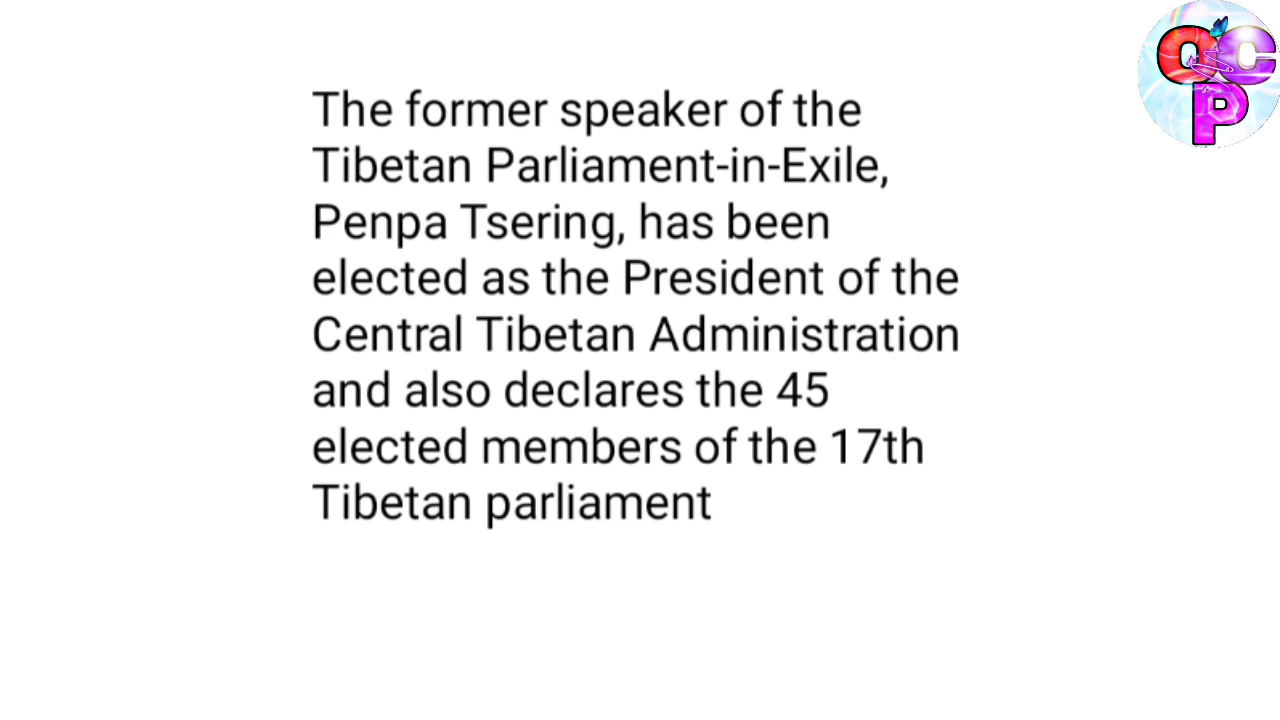 The former speaker of the
Tibetan Parliament-in-Exile,
Penpa Tsering, has been
elected as the President of the
Central Tibetan Administration
and also declares the 45
elected members of the 17th
Tibetan parliament
OC
P